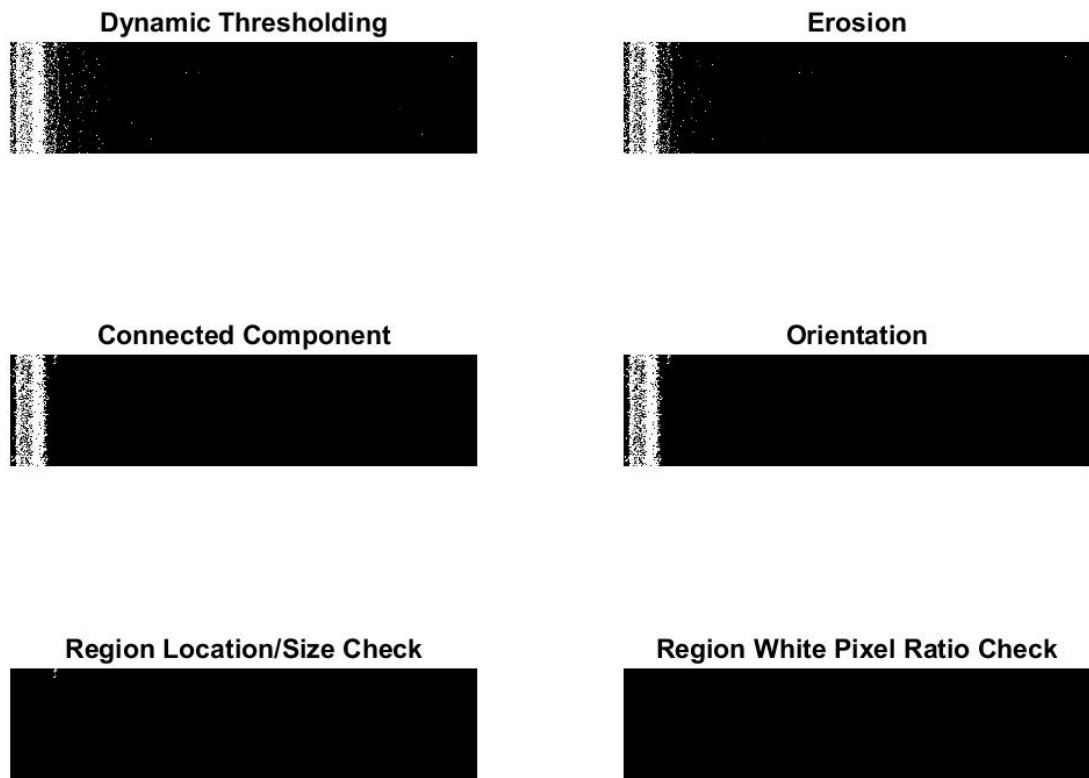 Dynamic Thresholding
Erosion
Connected Component
Orientation
Region Location/Size Check
Region White Pixel Ratio Check